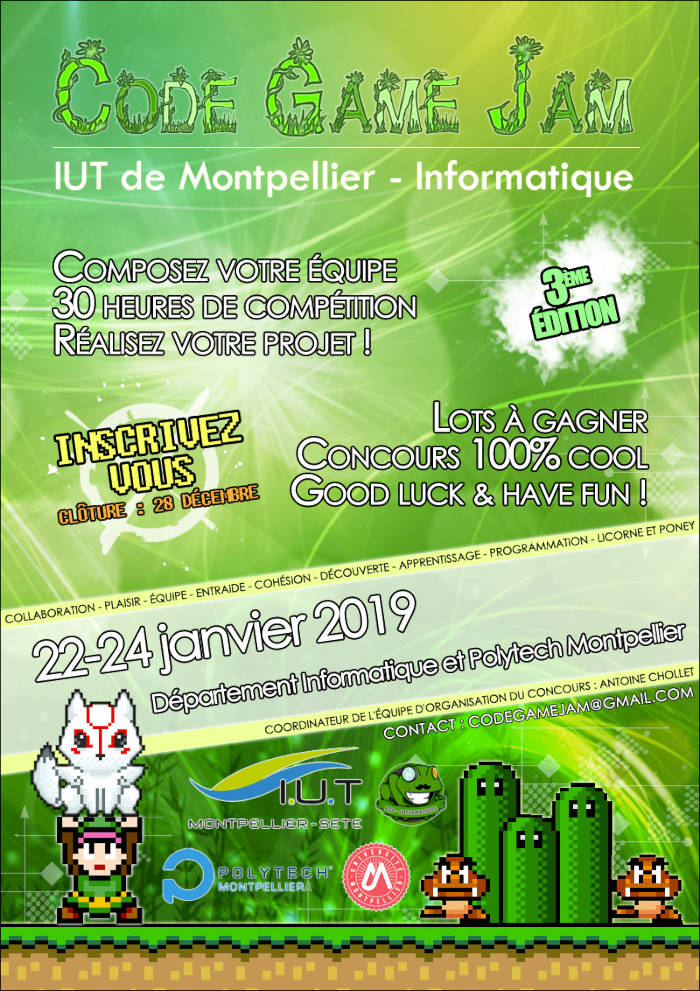 Code Game Jam
IUT de Montpellier - Informatique
Composez votre équipe
30 heures de compétition
Réalisez votre projet !
3ème
édition
Inscrivez
vous
Clôture : 28 décembre
Lots à gagner
Concours 100% cool
Good luck & have fun !
Collaboration - Plaisir - Équipe - Entraide - Cohésion - Découverte - Apprentissage - Programmation - Licorne et Poney
22-24 janvier 2019
Département Informatique et Polytech Montpellier
Coordinateur de l'équipe d'organisation du concours : Antoine Chollet
Contact : codegamejam@gmail.com
I.U.T
MONTPELLIER-SETE
POLYTECH
MONTPELLIER
UNIVERSITÉ
MONTPELLIER